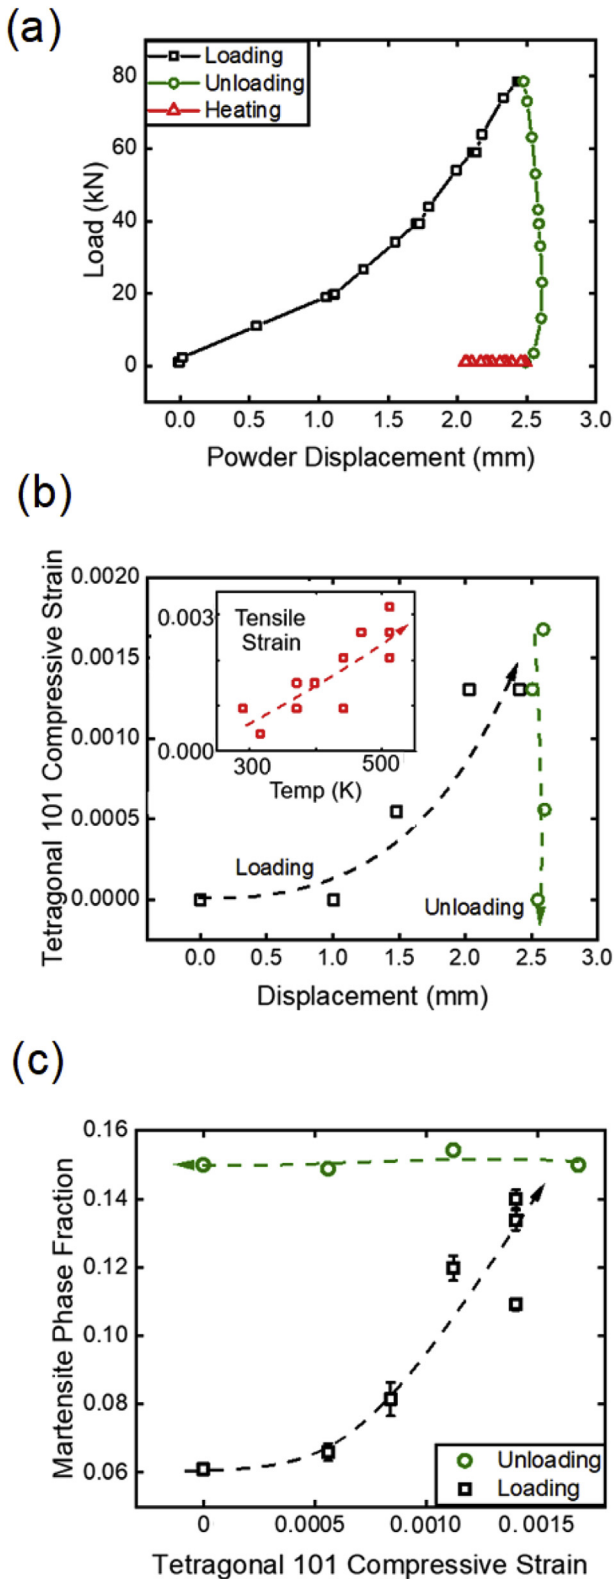 (a)
Loading
Unloading
Heating
80
60
40
20
0
Load (kN)
0.0 0.5 1.0 1.5 2.0 2.5 3.0
Powder Displacement (mm)
(b)
Tetragonal 101 Compressive Strain
0.0020
0.0015
0.0010
0.0005
0.0000
0.003
0.000
Tensile
Strain
300 500
Temp (K)
Loading
Unloading
0.0 0.5 1.0 1.5 2.0 2.5 3.0
Displacement (mm)
(c)
Martensite Phase Fraction
0.16
0.14
0.12
0.10
0.08
0.06
Unloading
Loading
0 0.0005 0.0010 0.0015
Tetragonal 101 Compressive Strain